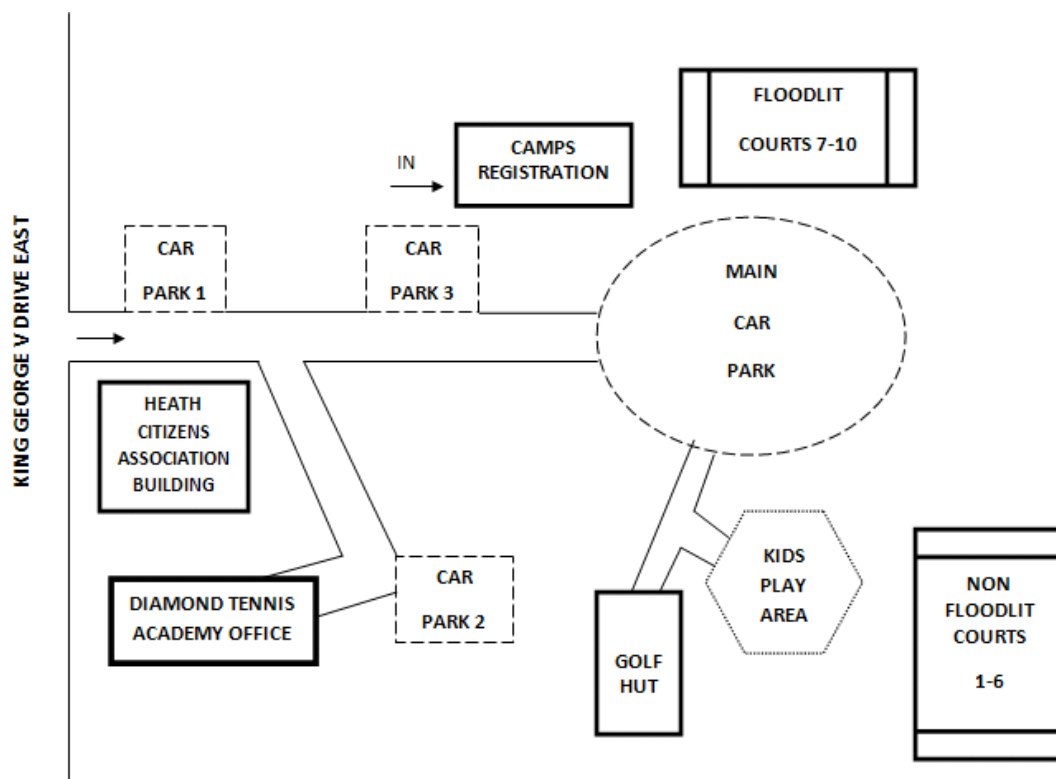 FLOODLIT
COURTS 7-10
CAMPS
REGISTRATION
IN
KING GEORGE V DRIVE EAST
CAR
PARK 1
CAR
PARK 3
MAIN
CAR
PARK
HEATH
CITIZENS
ASSOCIATION
BUILDING
DIAMOND TENNIS
ACADEMY OFFICE
CAR
PARK 2
GOLF
HUT
KIDS
PLAY
AREA
NON
FLOODLIT
COURTS
1-6